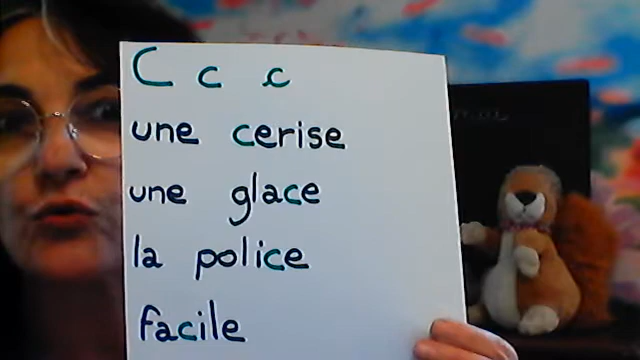 C c c
une cerise
une glace
la police
facile